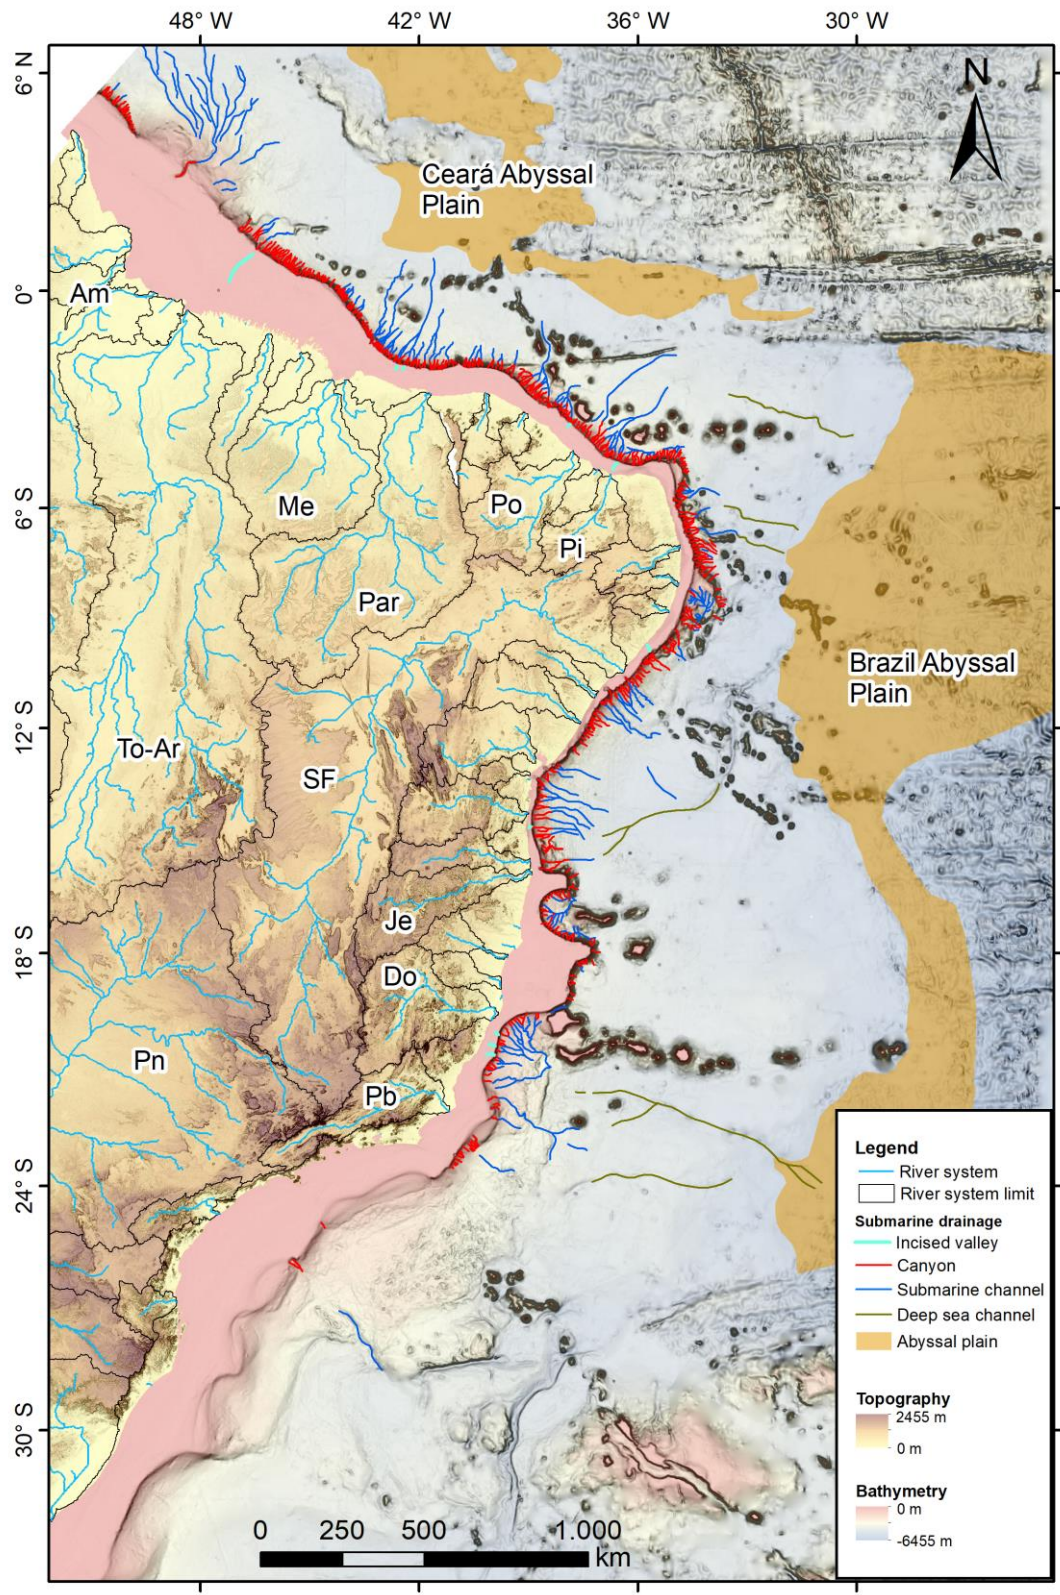 48° W
42° W
36° W
30° W
6° N
N
Ceará Abyssal
Plain
0°
Am
6° S
Me
Po
Pi
Par
Brazil Abyssal
Plain
12° S
To-Ar
SF
Je
18° S
Do
Pn
Pb
24° S
30° S
Legend
River system
River system limit
Submarine drainage
Incised valley
Canyon
Submarine channel
Deep sea channel
Abyssal plain
Topography
2455 m
0 m
Bathymetry
0 m
-6455 m
0 250 500 1.000
km